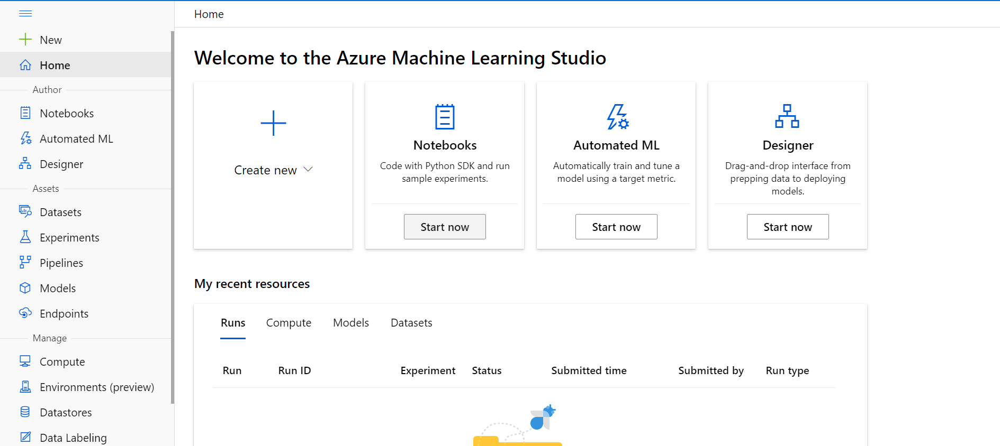 New
Home
Author
Notebooks
Automated ML
Designer
Assets
Datasets
Experiments
Pipelines
Models
Endpoints
Manage
Compute
Environments (preview)
Datastores
Data Labeling
Home
Welcome to the Azure Machine Learning Studio
Create new
Notebooks
Code with Python SDK and run
sample experiments.
Start now
Automated ML
Automatically train and tune a
model using a target metric.
Start now
Designer
Drag-and-drop interface from
prepping data to deploying
models.
Start now
My recent resources
Runs Compute Models Datasets
Run Run ID Experiment Status Submitted time Submitted by Run type